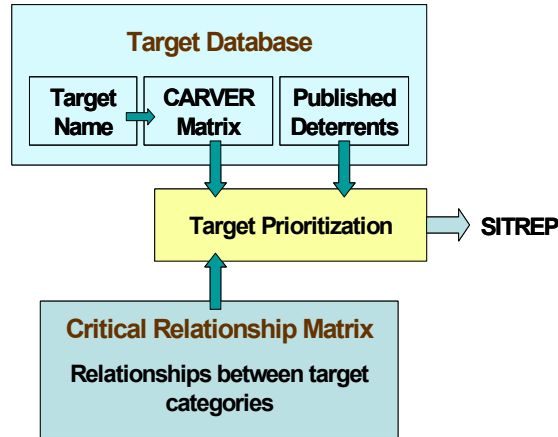 Target Database
Target
Name
CARVER
Matrix
Published
Deterrents
Target Prioritization
SITREP
Critical Relationship Matrix
Relationships between target
categories